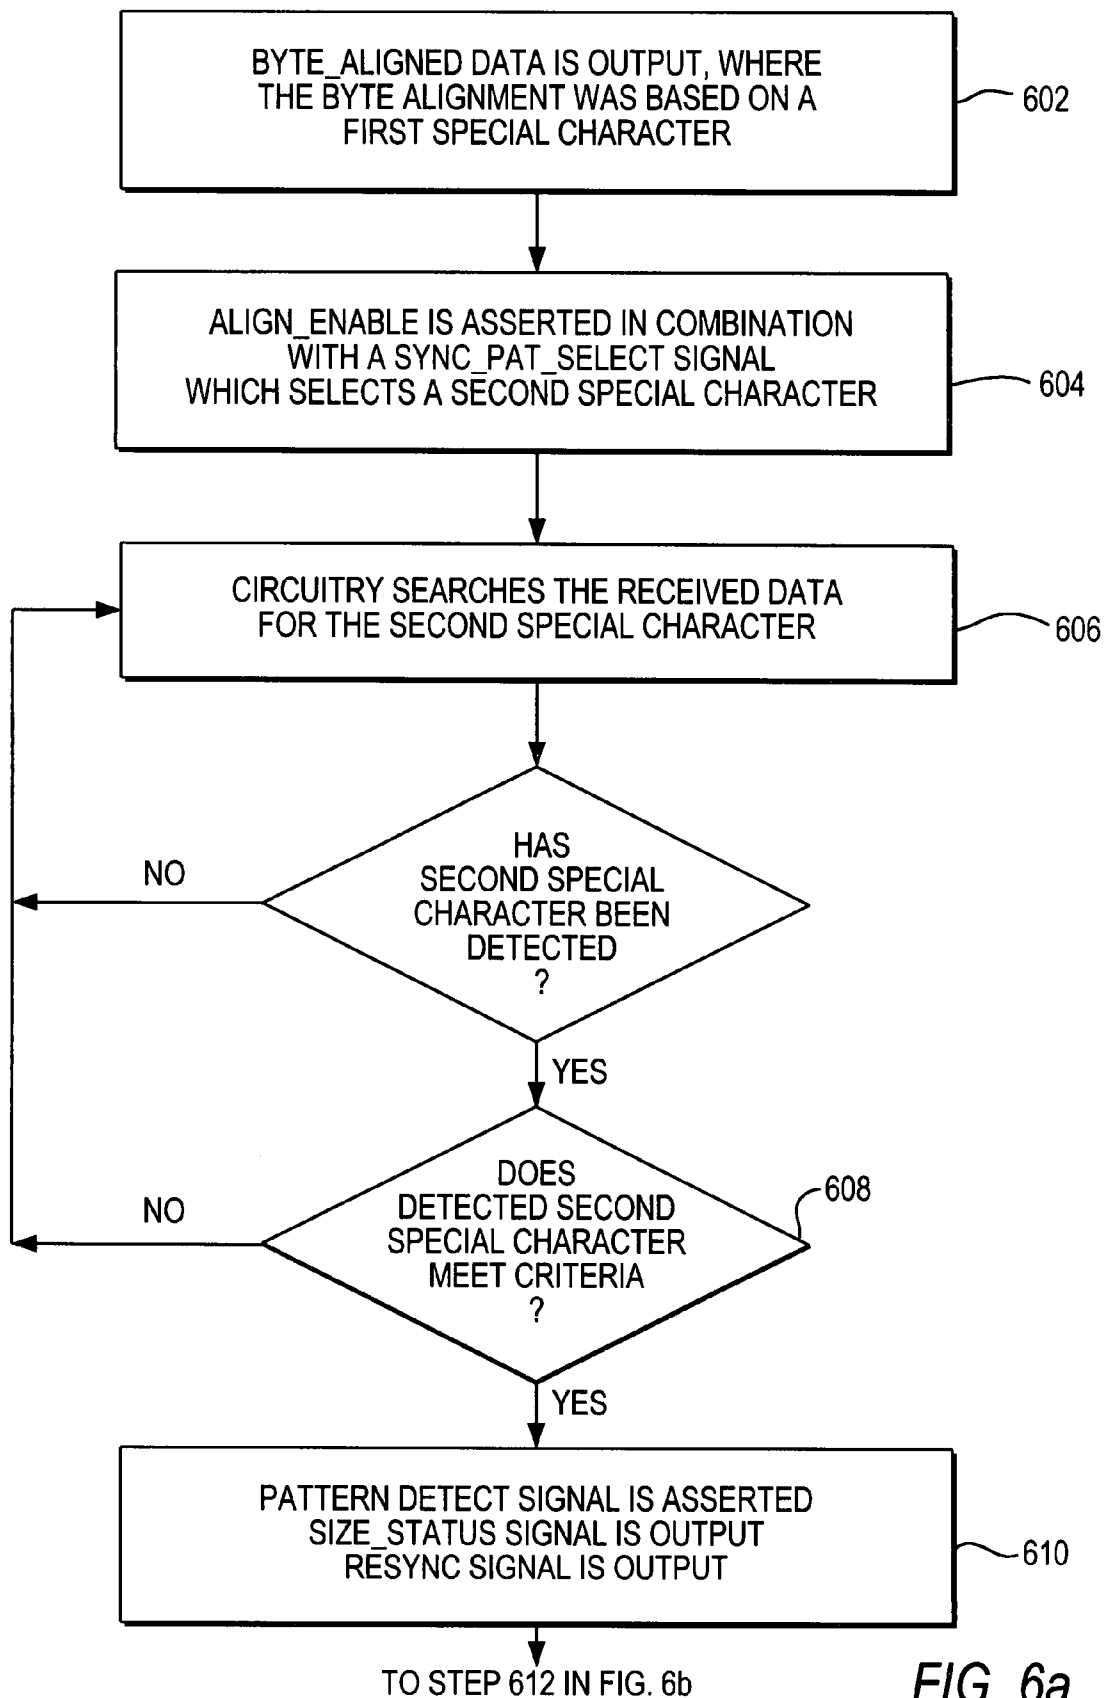 BYTE_ALIGNED DATA IS OUTPUT, WHERE
THE BYTE ALIGNMENT WAS BASED ON A
FIRST SPECIAL CHARACTER
602
ALIGN_ENABLE IS ASSERTED IN COMBINATION
WITH A SYNC_PAT_SELECT SIGNAL
WHICH SELECTS A SECOND SPECIAL CHARACTER
604
CIRCUITRY SEARCHES THE RECEIVED DATA
FOR THE SECOND SPECIAL CHARACTER
606
HAS
SECOND SPECIAL
CHARACTER BEEN
DETECTED
?
NO
YES
DOES
DETECTED SECOND
SPECIAL CHARACTER
MEET CRITERIA
?
608
NO
YES
PATTERN DETECT SIGNAL IS ASSERTED
SIZE_STATUS SIGNAL IS OUTPUT
RESYNC SIGNAL IS OUTPUT
610
TO STEP 612 IN FIG. 6b
FIG. 6a